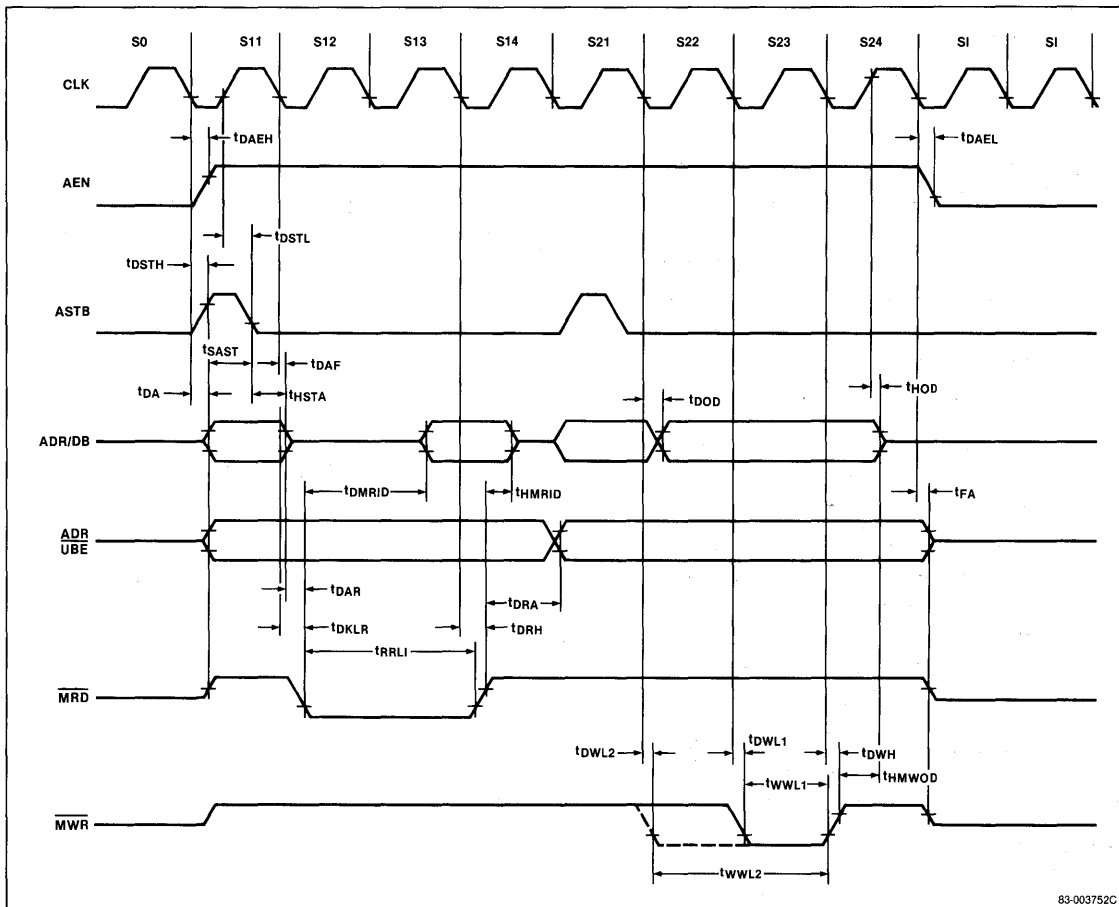 S0 S11 S12 S13 S14 S21 S22 S23 S24 SI SI
CLK
tDAEH
tDAEL
AEN
tDSTL
tDSTH
ASTB
tSAST
tDAF
tDA
tHSTA
tDOD
tHOD
ADR/DB
tDMRID
tHMRID
tFA
ADR
UBE
tDAR
tDRA
tDKLR
tDRH
tRRLI
MRD
tDWL2
tDWL1
tDWH
tWWL1
tHMWOD
MWR
tWWL2
83-003752C